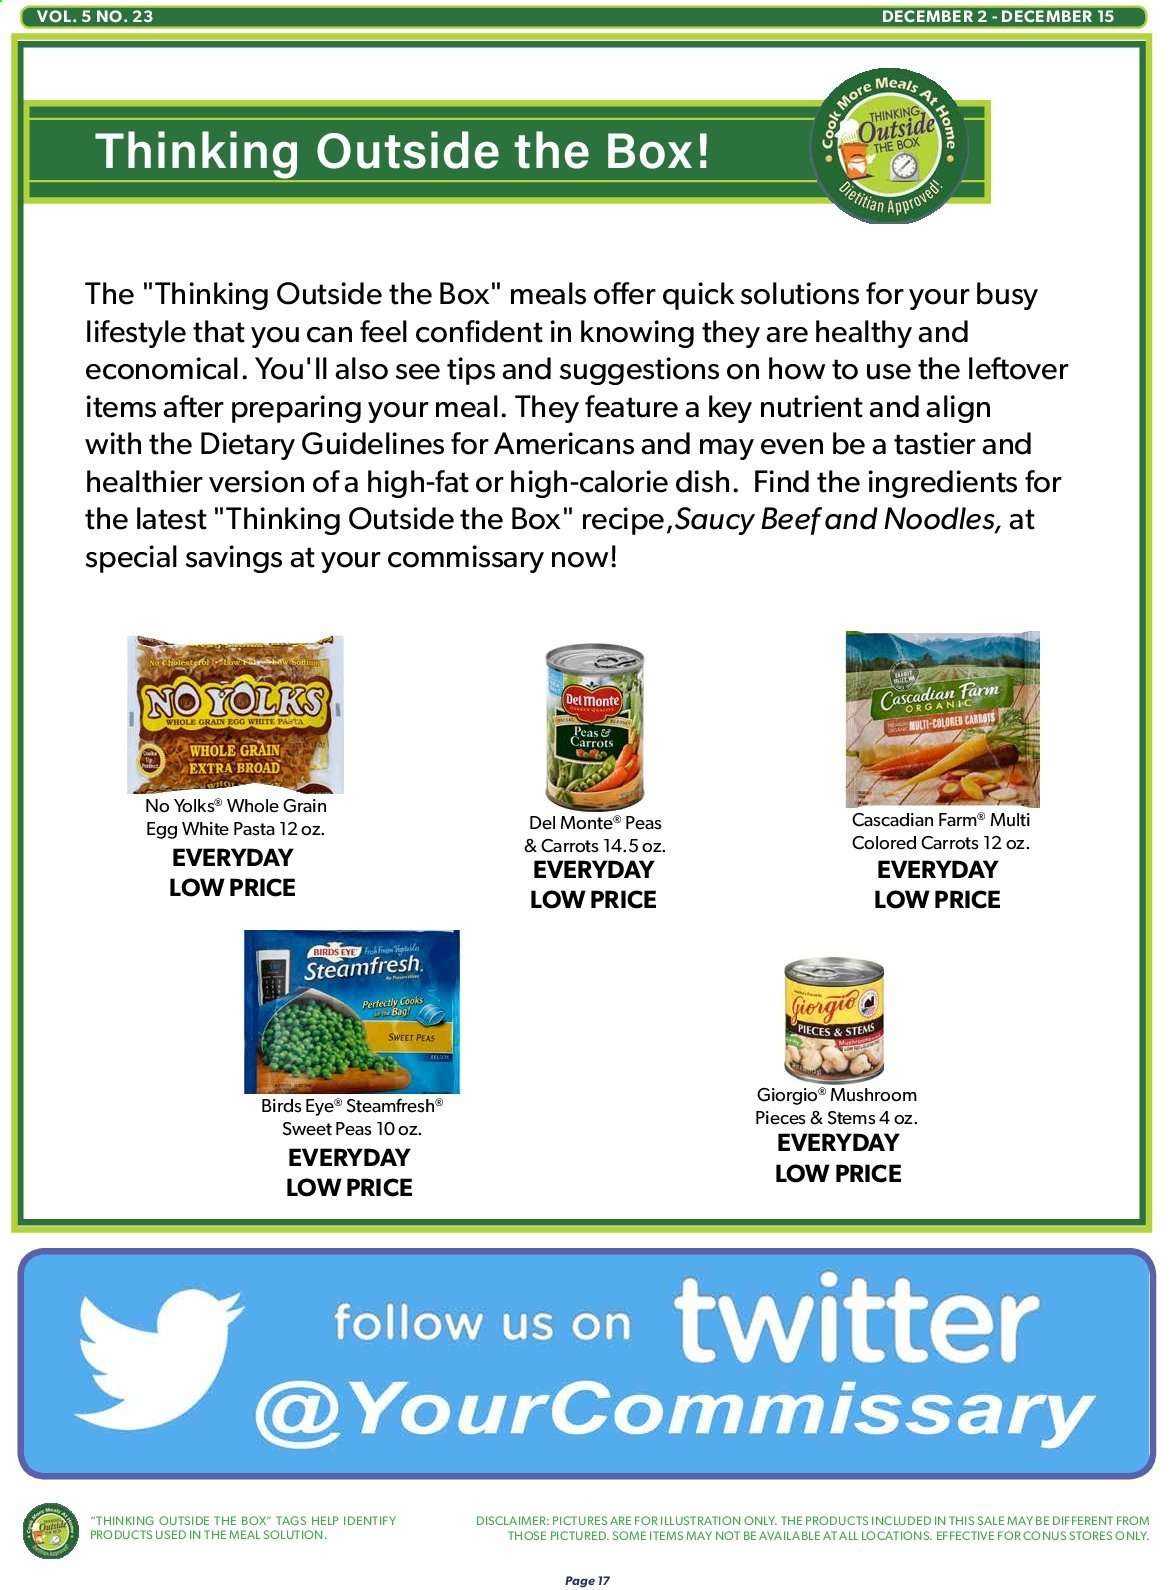 VOL. 5 NO. 23
DECEMBER 2 - DECEMBER 15
Thinking Outside the Box!
Cook More Meals At Home
THINKING
Outside
THE BOX
Dietitian Approved!
The "Thinking Outside the Box" meals offer quick solutions for your busy
lifestyle that you can feel confident in knowing they are healthy and
economical. You'll also see tips and suggestions on how to use the leftover
items after preparing your meal. They feature a key nutrient and align
with the Dietary Guidelines for Americans and may even be a tastier and
healthier version of a high-fat or high-calorie dish.  Find the ingredients for
the latest "Thinking Outside the Box" recipe,Saucy Beef and Noodles, at
special savings at your commissary now!
No Cholesterol Low Fat Low Sodium
NO YOLKS
WHOLE GRAIN EGG WHITE PASTA
WHOLE GRAIN
EXTRA BROAD
No Yolks® Whole Grain
Egg White Pasta 12 oz.
EVERYDAY
LOW PRICE
Del Monte
Peas &
Carrots
Del Monte® Peas
& Carrots 14.5 oz.
EVERYDAY
LOW PRICE
Cascadian Farm
ORGANIC
MULTI-COLORED CARROTS
Cascadian Farm® Multi
Colored Carrots 12 oz.
EVERYDAY
LOW PRICE
BIRDS EYE
Fresh Frozen Vegetables
Steamfresh
Perfectly Cooks
in the Bag!
SWEET PEAS
Birds Eye® Steamfresh®
Sweet Peas 10 oz.
EVERYDAY
LOW PRICE
Giorgio
PIECES & STEMS
Mushrooms
Giorgio® Mushroom
Pieces & Stems 4 oz.
EVERYDAY
LOW PRICE
follow us on twitter
@YourCommissary
"THINKING OUTSIDE THE BOX" TAGS HELP IDENTIFY
PRODUCTS USED IN THE MEAL SOLUTION.
DISCLAIMER: PICTURES ARE FOR ILLUSTRATION ONLY. THE PRODUCTS INCLUDED IN THIS SALE MAY BE DIFFERENT FROM
THOSE PICTURED. SOME ITEMS MAY NOT BE AVAILABLE AT ALL LOCATIONS. EFFECTIVE FOR CONUS STORES ONLY.
Page 17